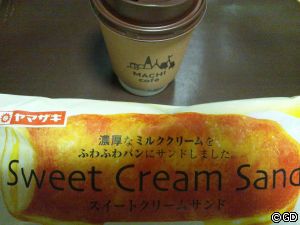 MACHI
café
ヤマザキ
濃厚なミルククリームを
ふわふわパンにサンドしました。
Sweet Cream Sand
スイートクリームサンド
©GD